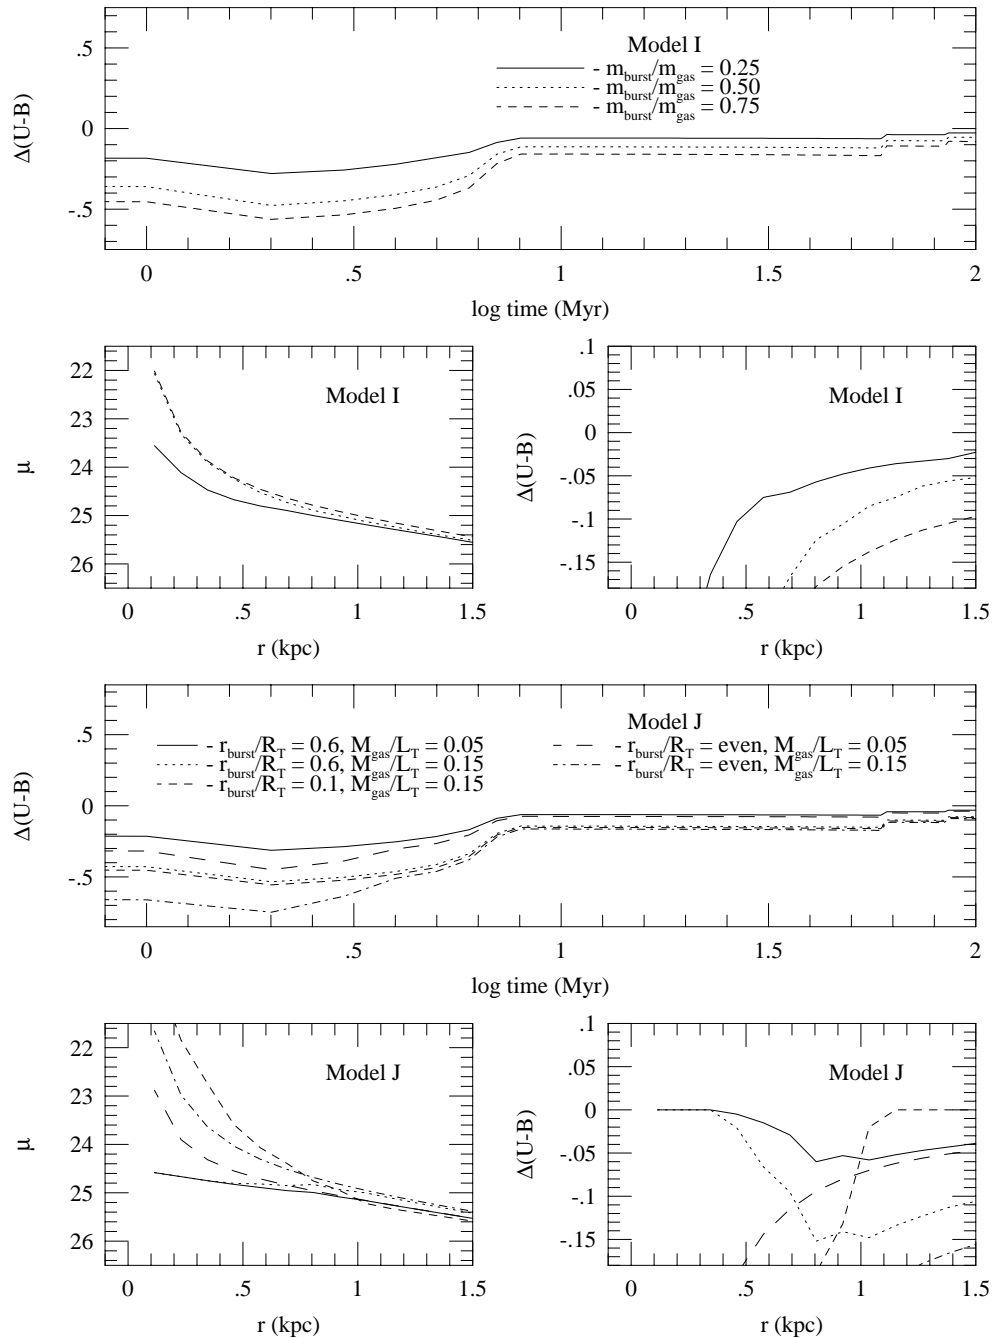 Model I
- m_burst/m_gas = 0.25
- m_burst/m_gas = 0.50
- m_burst/m_gas = 0.75
Δ(U-B)
.5
0
-.5
0
.5
1
1.5
2
log time (Myr)
Model I
μ
22
23
24
25
26
0
.5
1
1.5
r (kpc)
Model I
Δ(U-B)
.1
.05
0
-.05
-.1
-.15
0
.5
1
1.5
r (kpc)
Model J
- r_burst/R_T = 0.6, M_gas/L_T = 0.05
- r_burst/R_T = 0.6, M_gas/L_T = 0.15
- r_burst/R_T = 0.1, M_gas/L_T = 0.15
- r_burst/R_T = even, M_gas/L_T = 0.05
- r_burst/R_T = even, M_gas/L_T = 0.15
Δ(U-B)
.5
0
-.5
0
.5
1
1.5
2
log time (Myr)
Model J
μ
22
23
24
25
26
0
.5
1
1.5
r (kpc)
Model J
Δ(U-B)
.1
.05
0
-.05
-.1
-.15
0
.5
1
1.5
r (kpc)